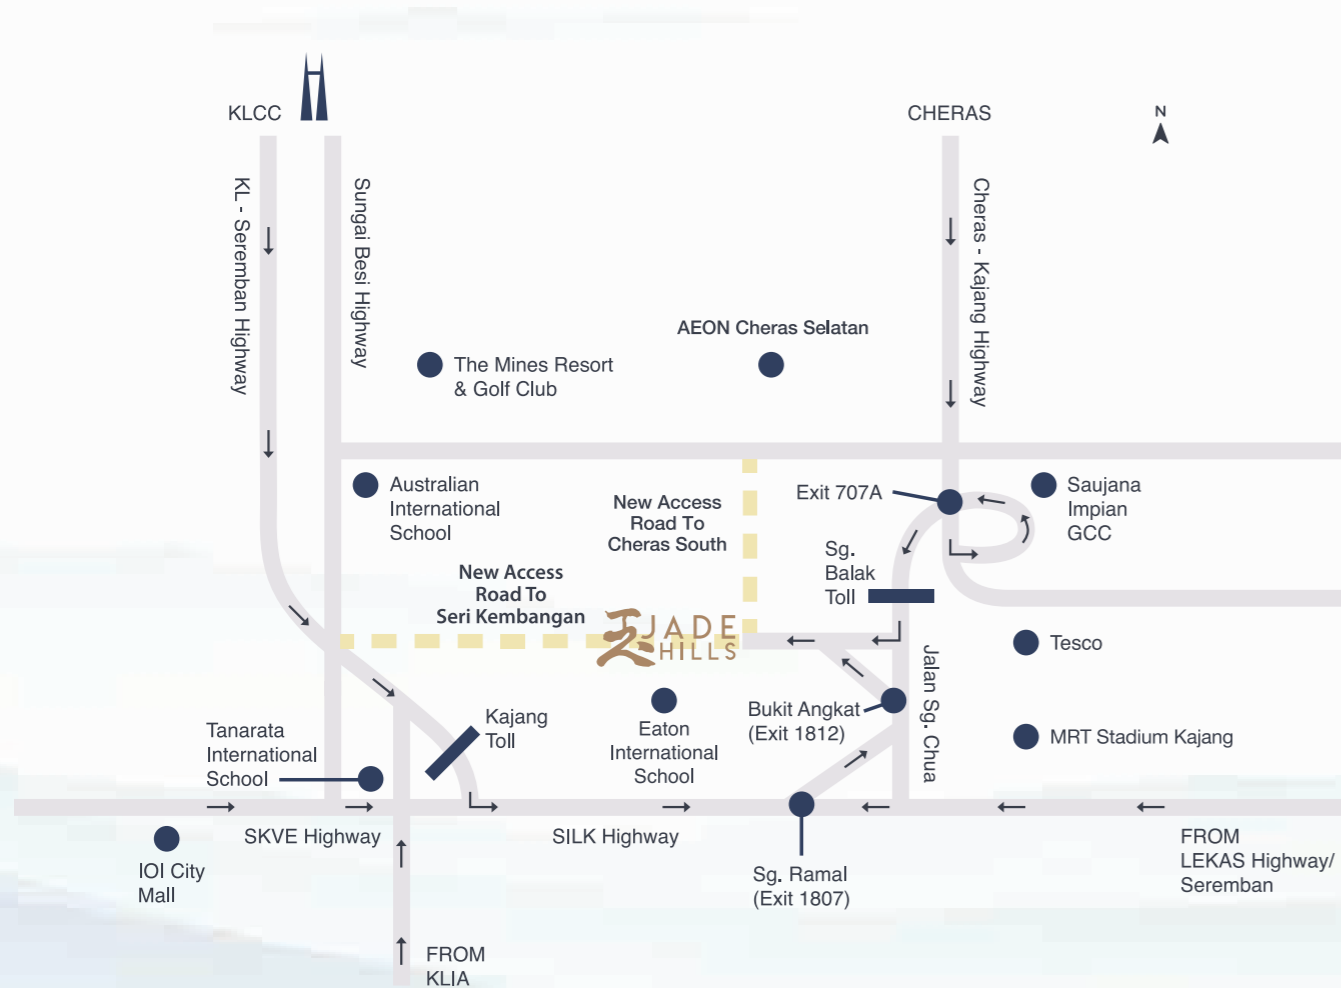 KLCC
CHERAS
N
KL - Seremban Highway
Sungai Besi Highway
Cheras - Kajang Highway
AEON Cheras Selatan
The Mines Resort
& Golf Club
Australian
International
School
New Access
Road To
Cheras South
Exit 707A
Saujana
Impian
GCC
Sg.
Balak
Toll
New Access
Road To
Seri Kembangan
JADE
HILLS
Tesco
Jalan Sg. Chua
Kajang
Toll
Eaton
International
School
Bukit Angkat
(Exit 1812)
MRT Stadium Kajang
Tanarata
International
School
SKVE Highway
SILK Highway
FROM
LEKAS Highway/
Seremban
IOI City
Mall
Sg. Ramal
(Exit 1807)
FROM
KLIA